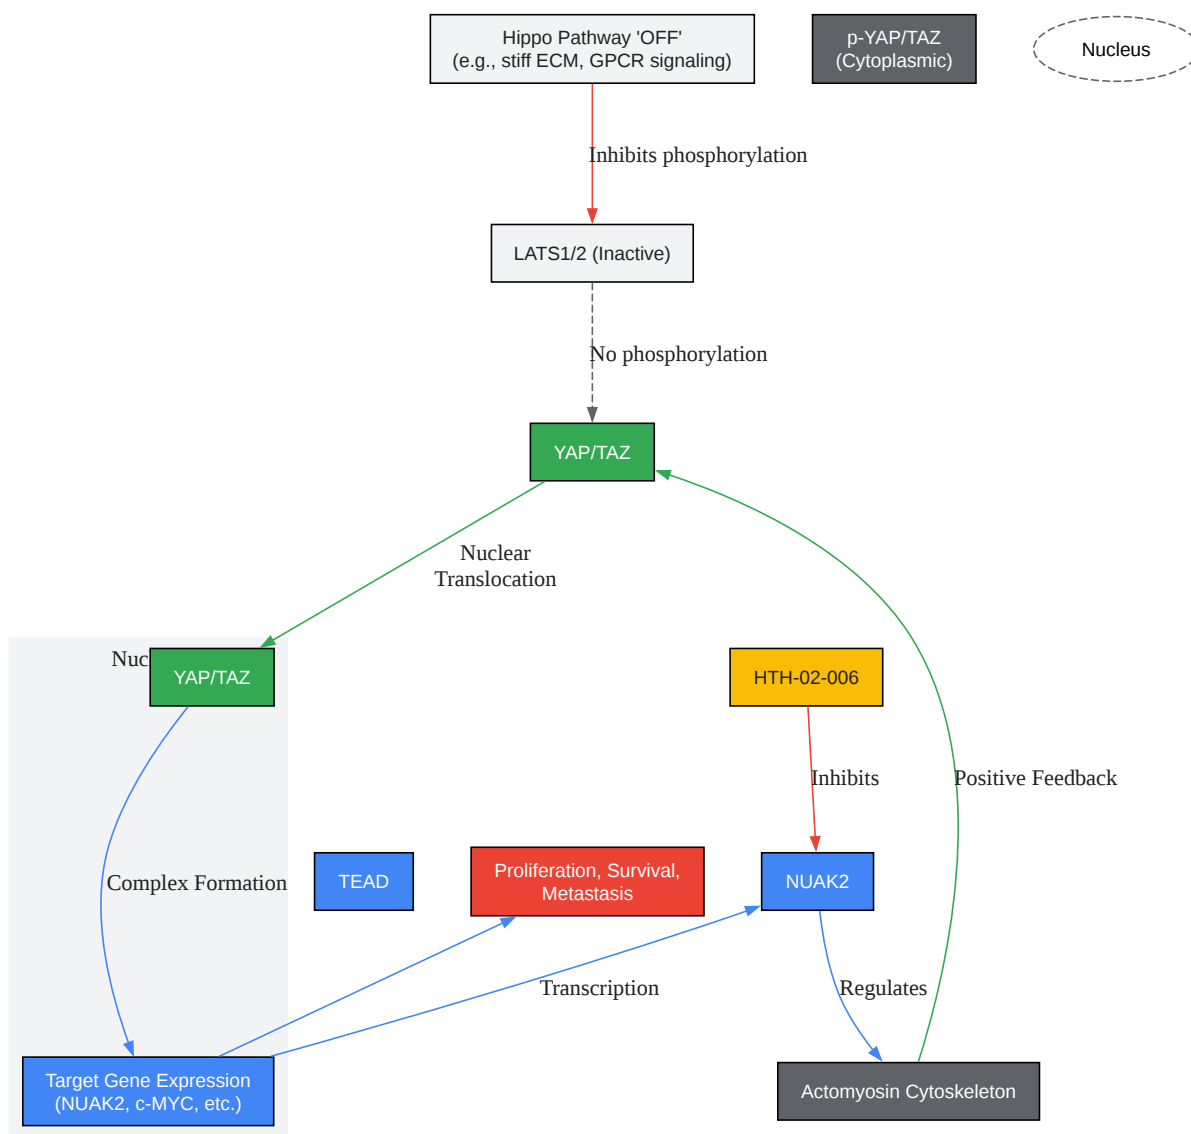 Hippo Pathway 'OFF'
(e.g., stiff ECM, GPCR signaling)
p-YAP/TAZ
(Cytoplasmic)
Nucleus
Inhibits phosphorylation
LATS1/2 (Inactive)
No phosphorylation
YAP/TAZ
Nuclear
Translocation
Nuc
YAP/TAZ
HTH-02-006
Inhibits
Positive Feedback
Complex Formation
TEAD
Proliferation, Survival,
Metastasis
NUAK2
Transcription
Regulates
Target Gene Expression
(NUAK2, c-MYC, etc.)
Actomyosin Cytoskeleton